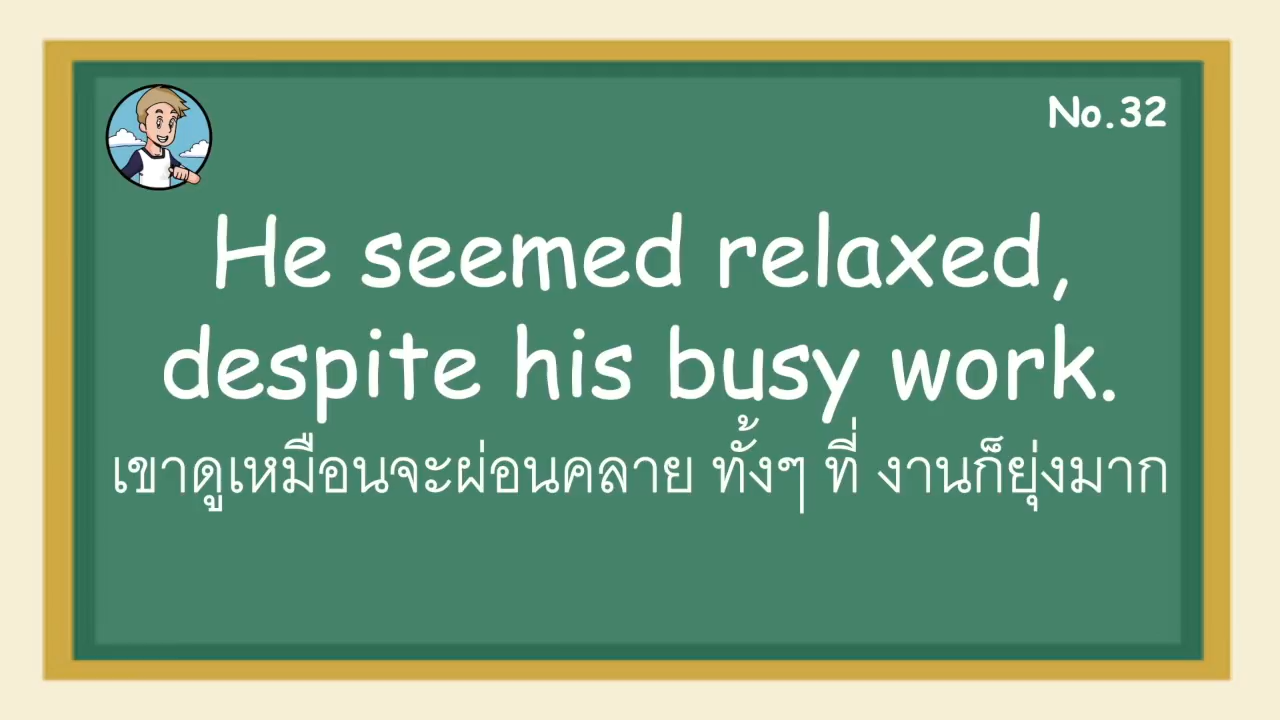 No.32
He seemed relaxed,
despite his busy work.
เขาดูเหมือนจะผ่อนคลาย ทั้งๆ ที่ งานก็ยุ่งมาก